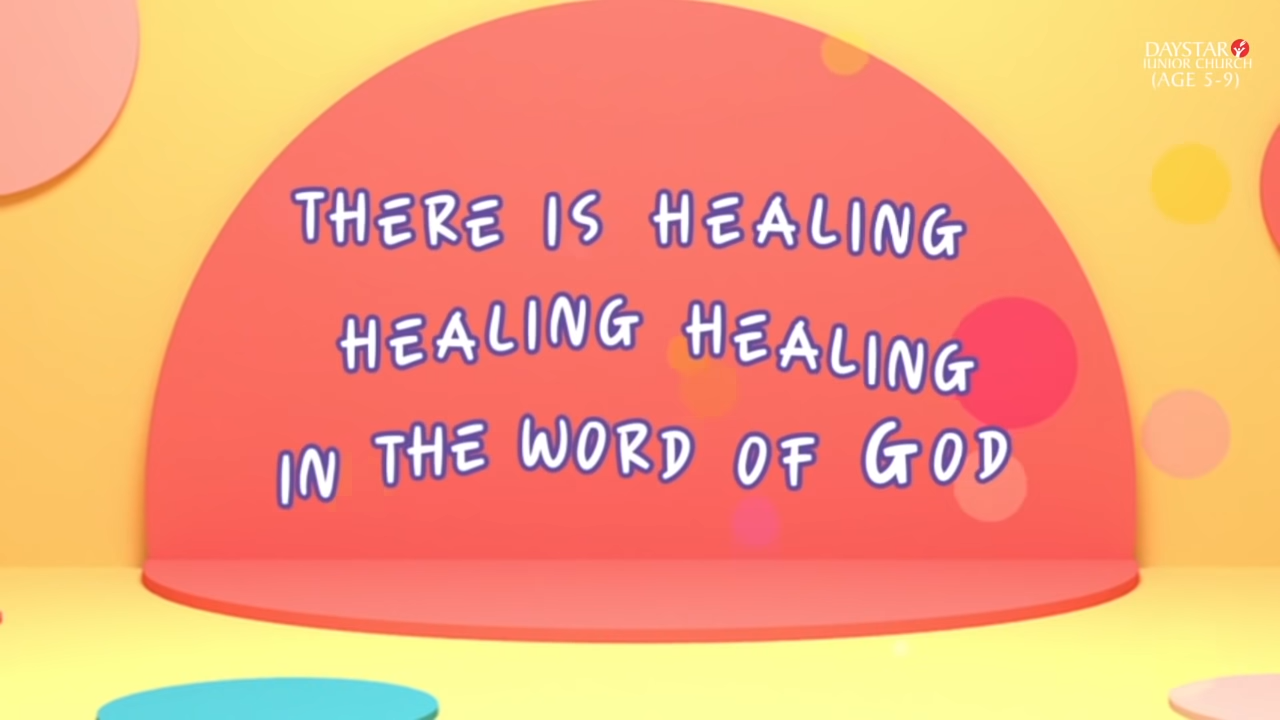 DAYSTAR
JUNIOR CHURCH
(AGE 5-9)
THERE IS HEALING
HEALING HEALING
IN THE WORD OF GOD